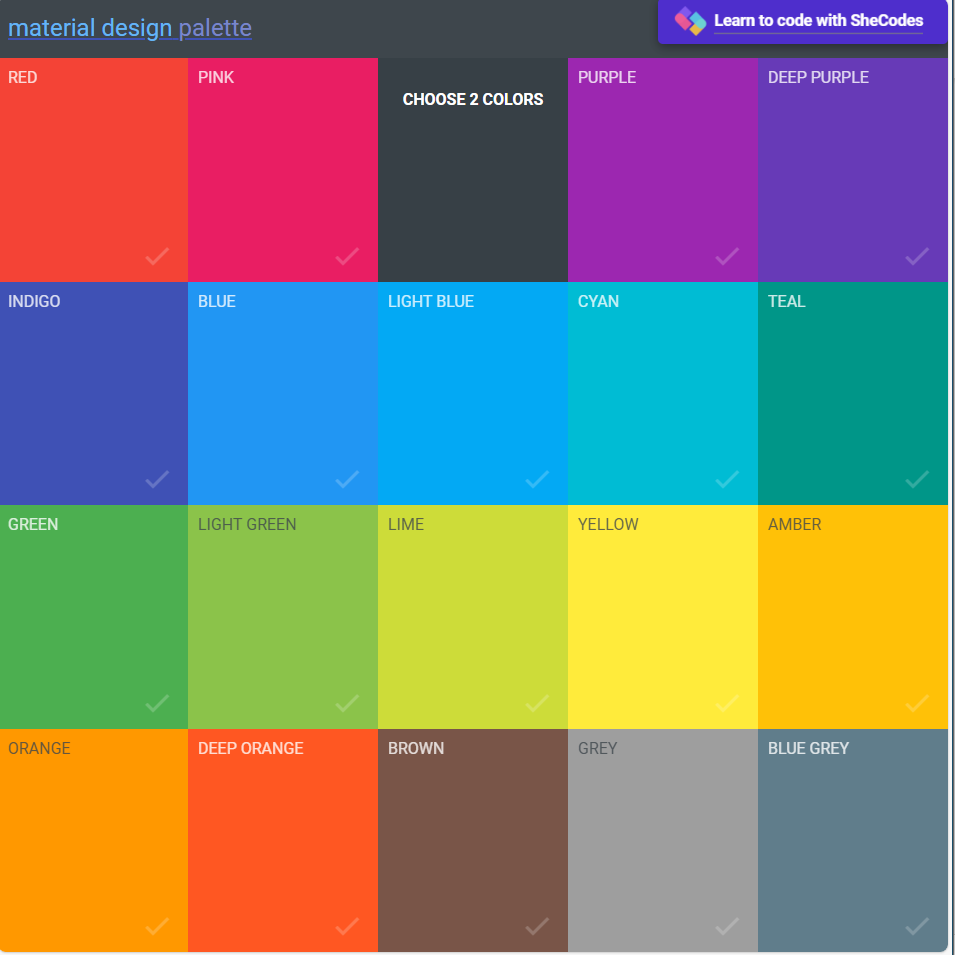 material design palette
Learn to code with SheCodes
RED
PINK
CHOOSE 2 COLORS
PURPLE
DEEP PURPLE
INDIGO
BLUE
LIGHT BLUE
CYAN
TEAL
GREEN
LIGHT GREEN
LIME
YELLOW
AMBER
ORANGE
DEEP ORANGE
BROWN
GREY
BLUE GREY